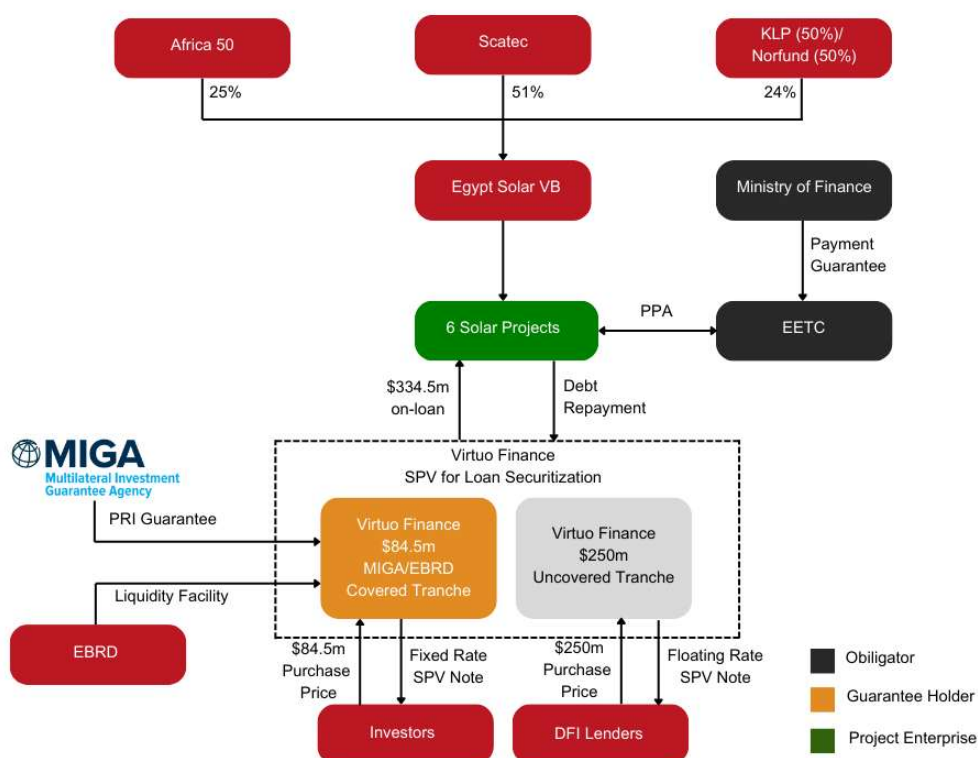 Africa 50
Scatec
KLP (50%)/
Norfund (50%)
25%
51%
24%
Egypt Solar VB
Ministry of Finance
Payment
Guarantee
6 Solar Projects
PPA
EETC
$334.5m
on-loan
Debt
Repayment
MIGA
Multilateral Investment
Guarantee Agency
Virtuo Finance
SPV for Loan Securitization
PRI Guarantee
Virtuo Finance
$84.5m
MIGA/EBRD
Covered Tranche
Virtuo Finance
$250m
Uncovered Tranche
Liquidity Facility
EBRD
$84.5m
Purchase
Price
Fixed Rate
SPV Note
$250m
Purchase
Price
Floating Rate
SPV Note
Investors
DFI Lenders
Obiligator
Guarantee Holder
Project Enterprise